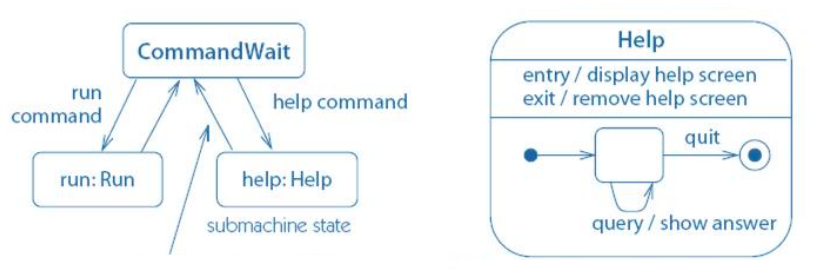 CommandWait
run
command
help command
run: Run
help: Help
submachine state
Help
entry / display help screen
exit / remove help screen
quit
query / show answer